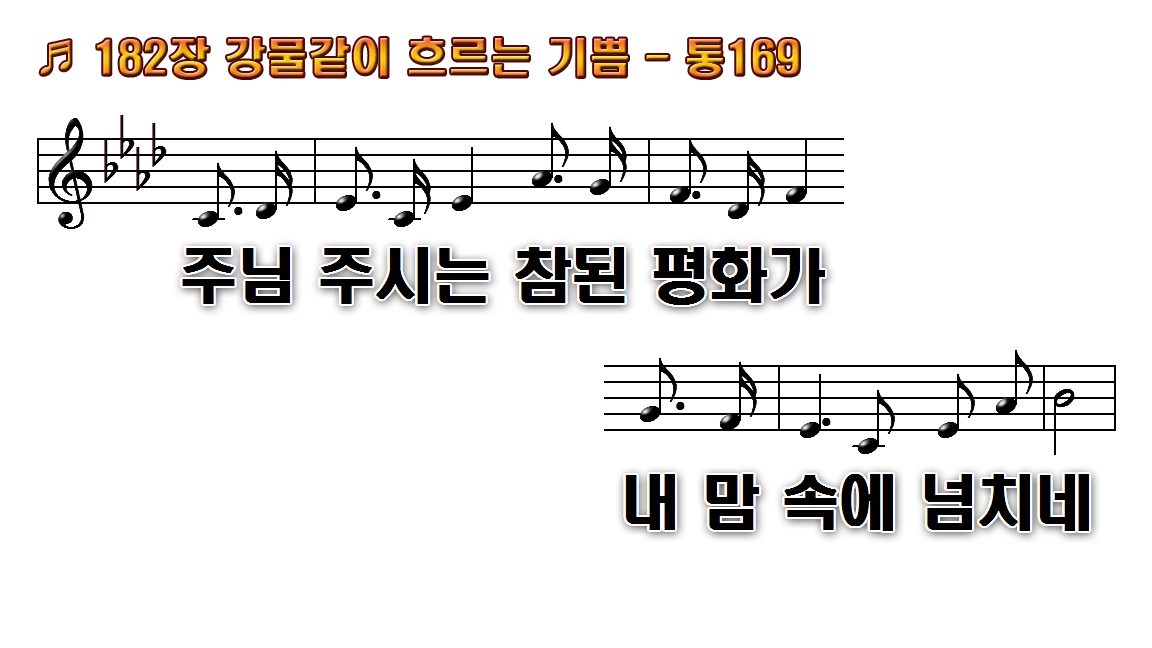 ♬ 182장 강물같이 흐르는 기쁨 - 통169
주님 주시는 참된 평화가
내 맘 속에 넘치네